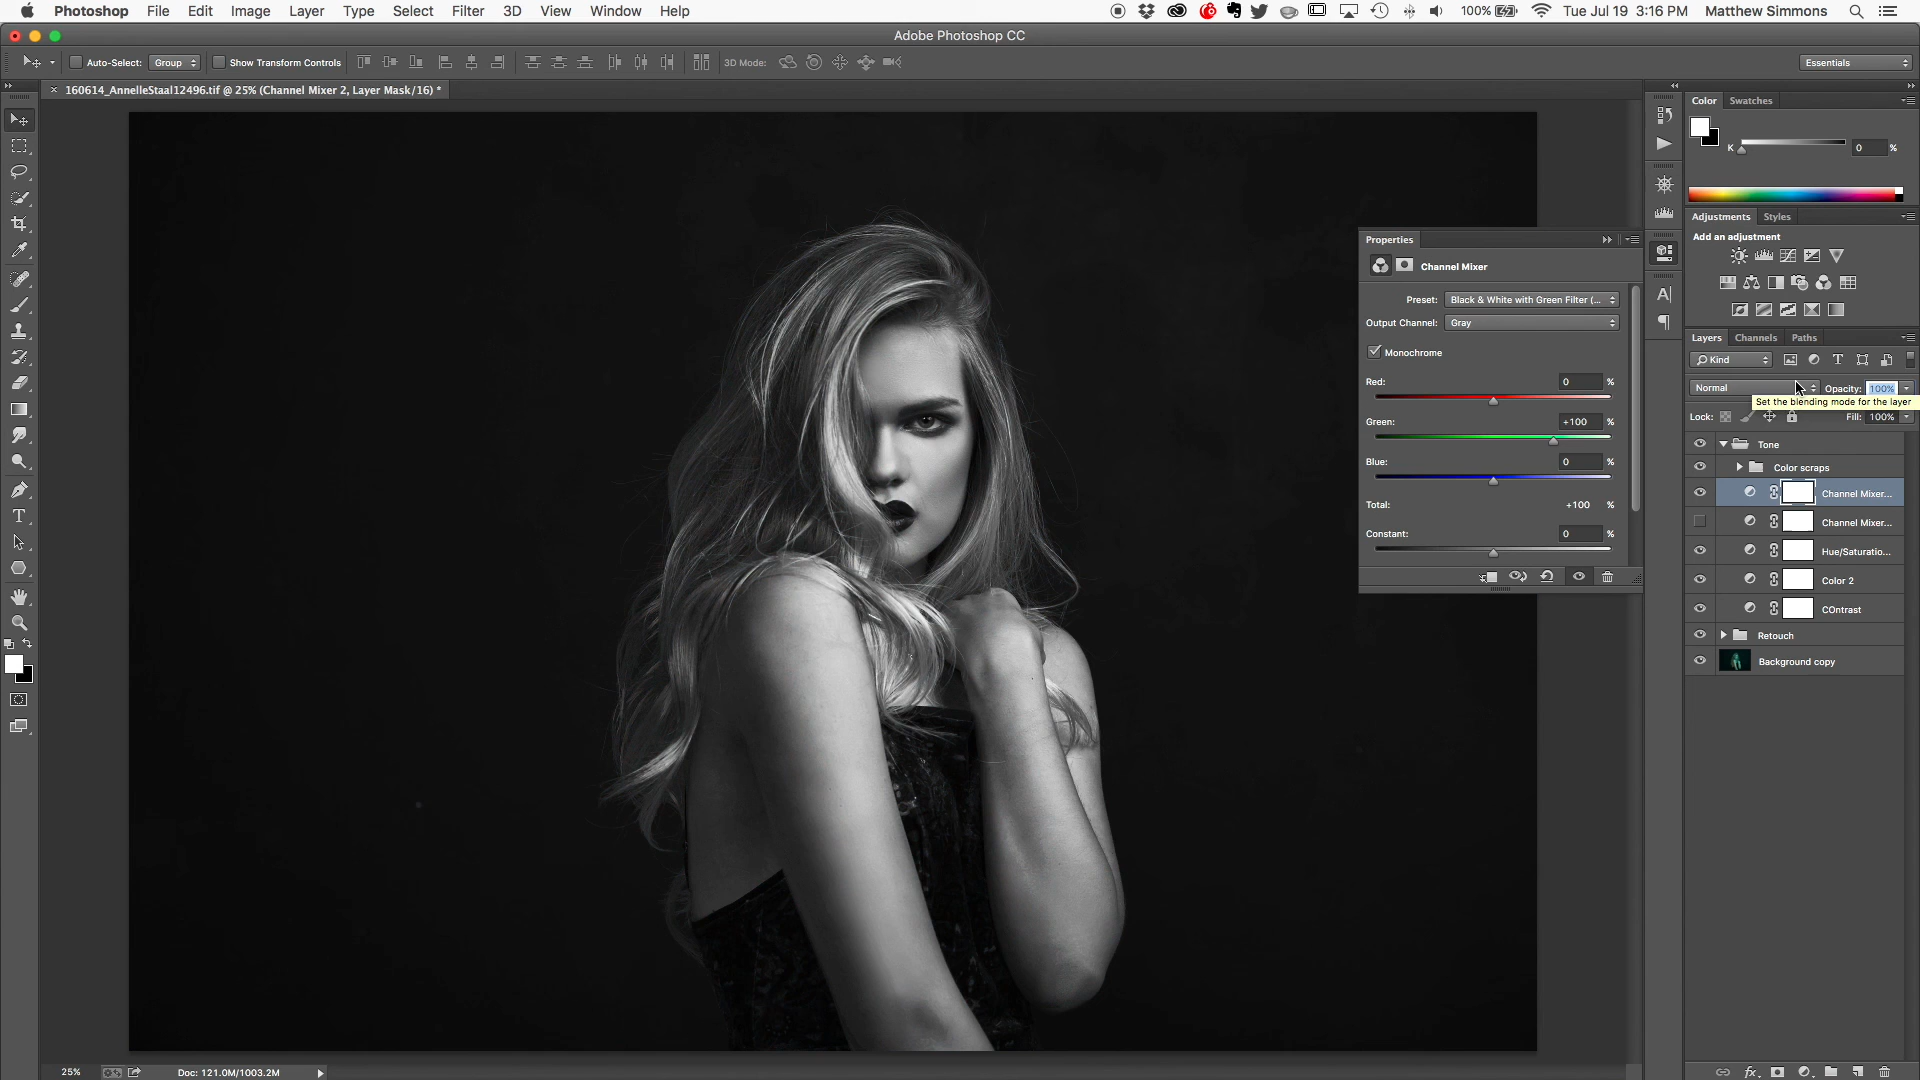 Photoshop File Edit Image Layer Type Select Filter 3D View Window Help 100% Tue Jul 19 3:16 PM Matthew Simmons
Adobe Photoshop CC
Auto-Select: Group Show Transform Controls 3D Mode: Essentials
160614_AnnelleStaal12496.tif @ 25% (Channel Mixer 2, Layer Mask/16) *
Color Swatches
K 0 %
Adjustments Styles
Add an adjustment
Properties
Channel Mixer
Preset: Black & White with Green Filter (...
Output Channel: Gray
Monochrome
Red: 0 %
Green: +100 %
Blue: 0 %
Total: +100 %
Constant: 0 %
Layers Channels Paths
Kind
Normal Opacity: 100%
Set the blending mode for the layer
Lock: Fill: 100%
Tone
Color scraps
Channel Mixer...
Channel Mixer...
Hue/Saturatio...
Color 2
COntrast
Retouch
Background copy
25% Doc: 121.0M/1003.2M